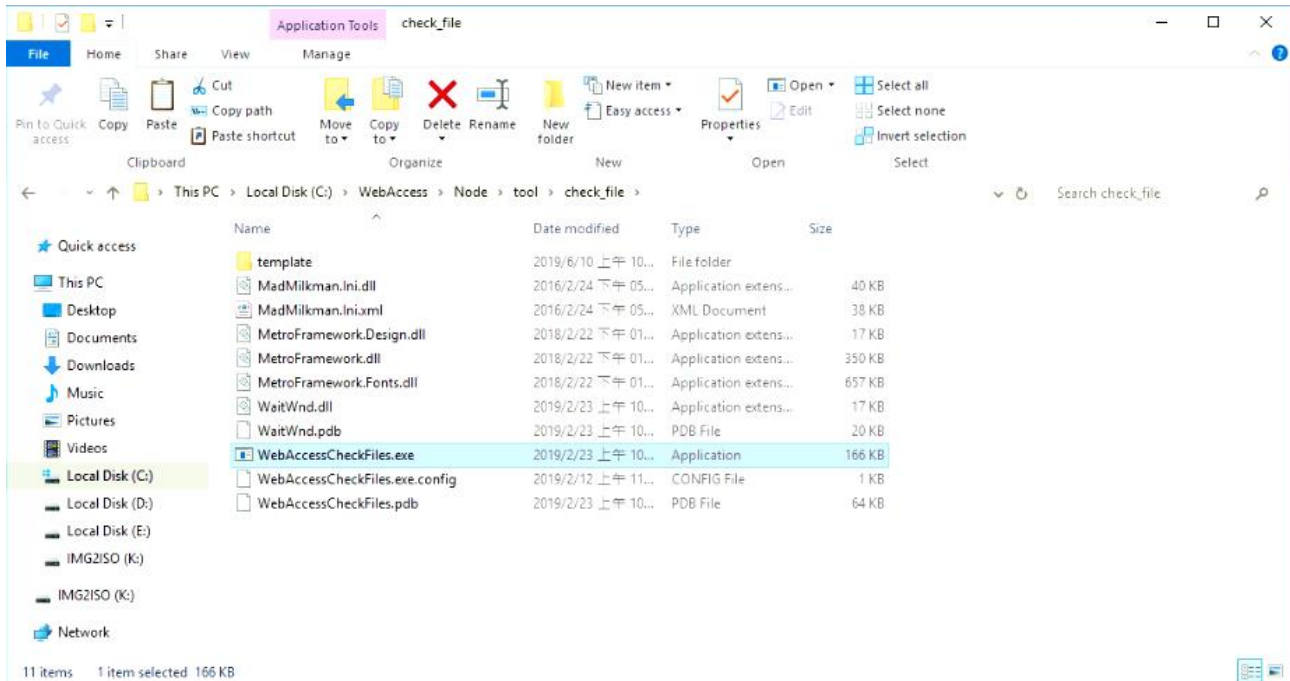 Application Tools check_file
File Home Share View Manage
Pin to Quick access
Copy
Paste
Cut
Copy path
Paste shortcut
Move to
Copy to
Delete
Rename
New folder
New item
Easy access
Properties
Open
Edit
Select all
Select none
Invert selection
Clipboard Organize New Open Select
This PC > Local Disk (C:) > WebAccess > Node > tool > check_file >
Search check_file
Quick access
This PC
Desktop
Documents
Downloads
Music
Pictures
Videos
Local Disk (C:)
Local Disk (D:)
Local Disk (E:)
IMG2ISO (K:)
IMG2ISO (K:)
Network
Name Date modified Type Size
template 2019/6/10 上午 10... File folder
MadMilkman.Ini.dll 2016/2/24 下午 05... Application extens... 40 KB
MadMilkman.Ini.xml 2016/2/24 下午 05... XML Document 38 KB
MetroFramework.Design.dll 2018/2/22 下午 01... Application extens... 17 KB
MetroFramework.dll 2018/2/22 下午 01... Application extens... 350 KB
MetroFramework.Fonts.dll 2018/2/22 下午 01... Application extens... 657 KB
WaitWnd.dll 2019/2/23 上午 10... Application extens... 17 KB
WaitWnd.pdb 2019/2/23 上午 10... PDB File 20 KB
WebAccessCheckFiles.exe 2019/2/23 上午 10... Application 166 KB
WebAccessCheckFiles.exe.config 2019/2/12 上午 11... CONFIG File 1 KB
WebAccessCheckFiles.pdb 2019/2/23 上午 10... PDB File 64 KB
11 items 1 item selected 166 KB